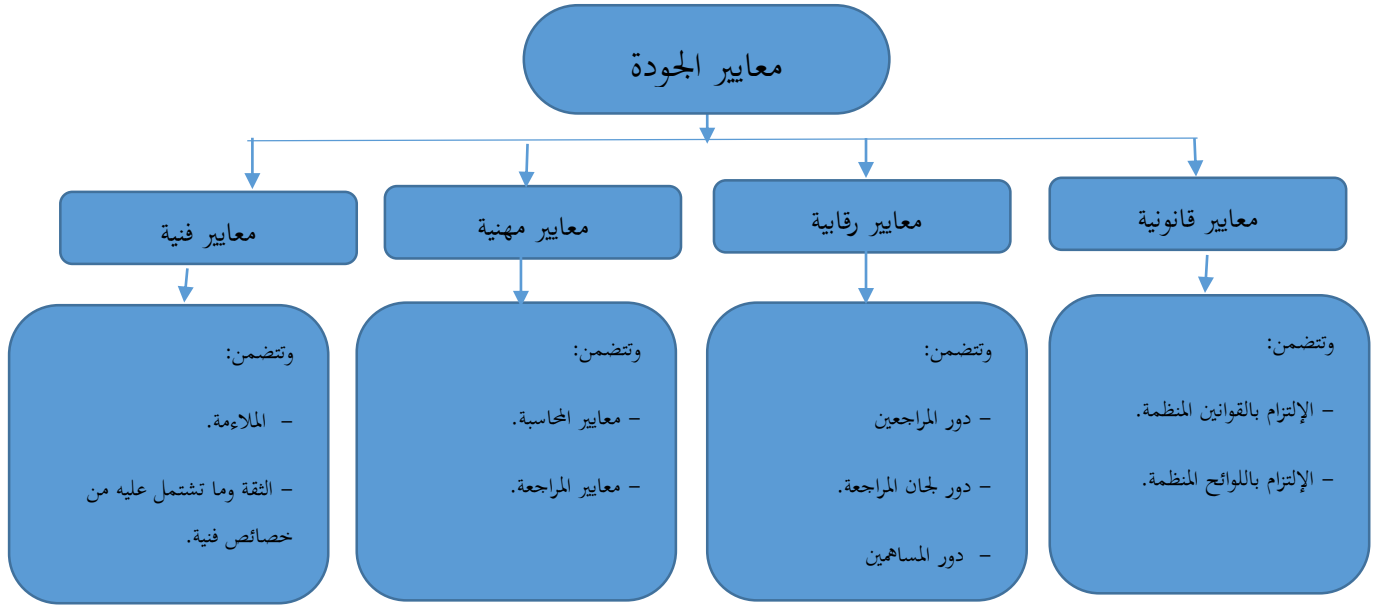 معايير الجودة
معايير قانونية
معايير رقابية
معايير مهنية
معايير فنية
وتتضمن:
– الإلتزام بالقوانين المنظمة.
– الإلتزام باللوائح المنظمة.
وتتضمن:
– دور المراجعين
– دور لجان المراجعة.
– دور المساهمين
وتتضمن:
– معايير المحاسبة.
– معايير المراجعة.
وتتضمن:
– الملاءمة.
– الثقة وما تشتمل عليه من
خصائص فنية.